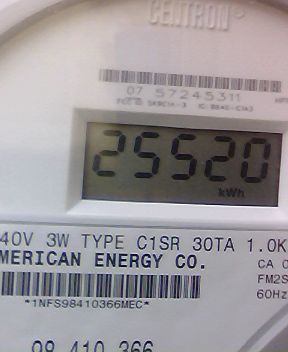 CENTRON
07 57245311
25520
kWh
40V 3W TYPE C1SR 30TA 1.0K
MERICAN ENERGY CO.
CA 0
FM2S
60Hz
*1NFS98410366MEC*
98 410 366